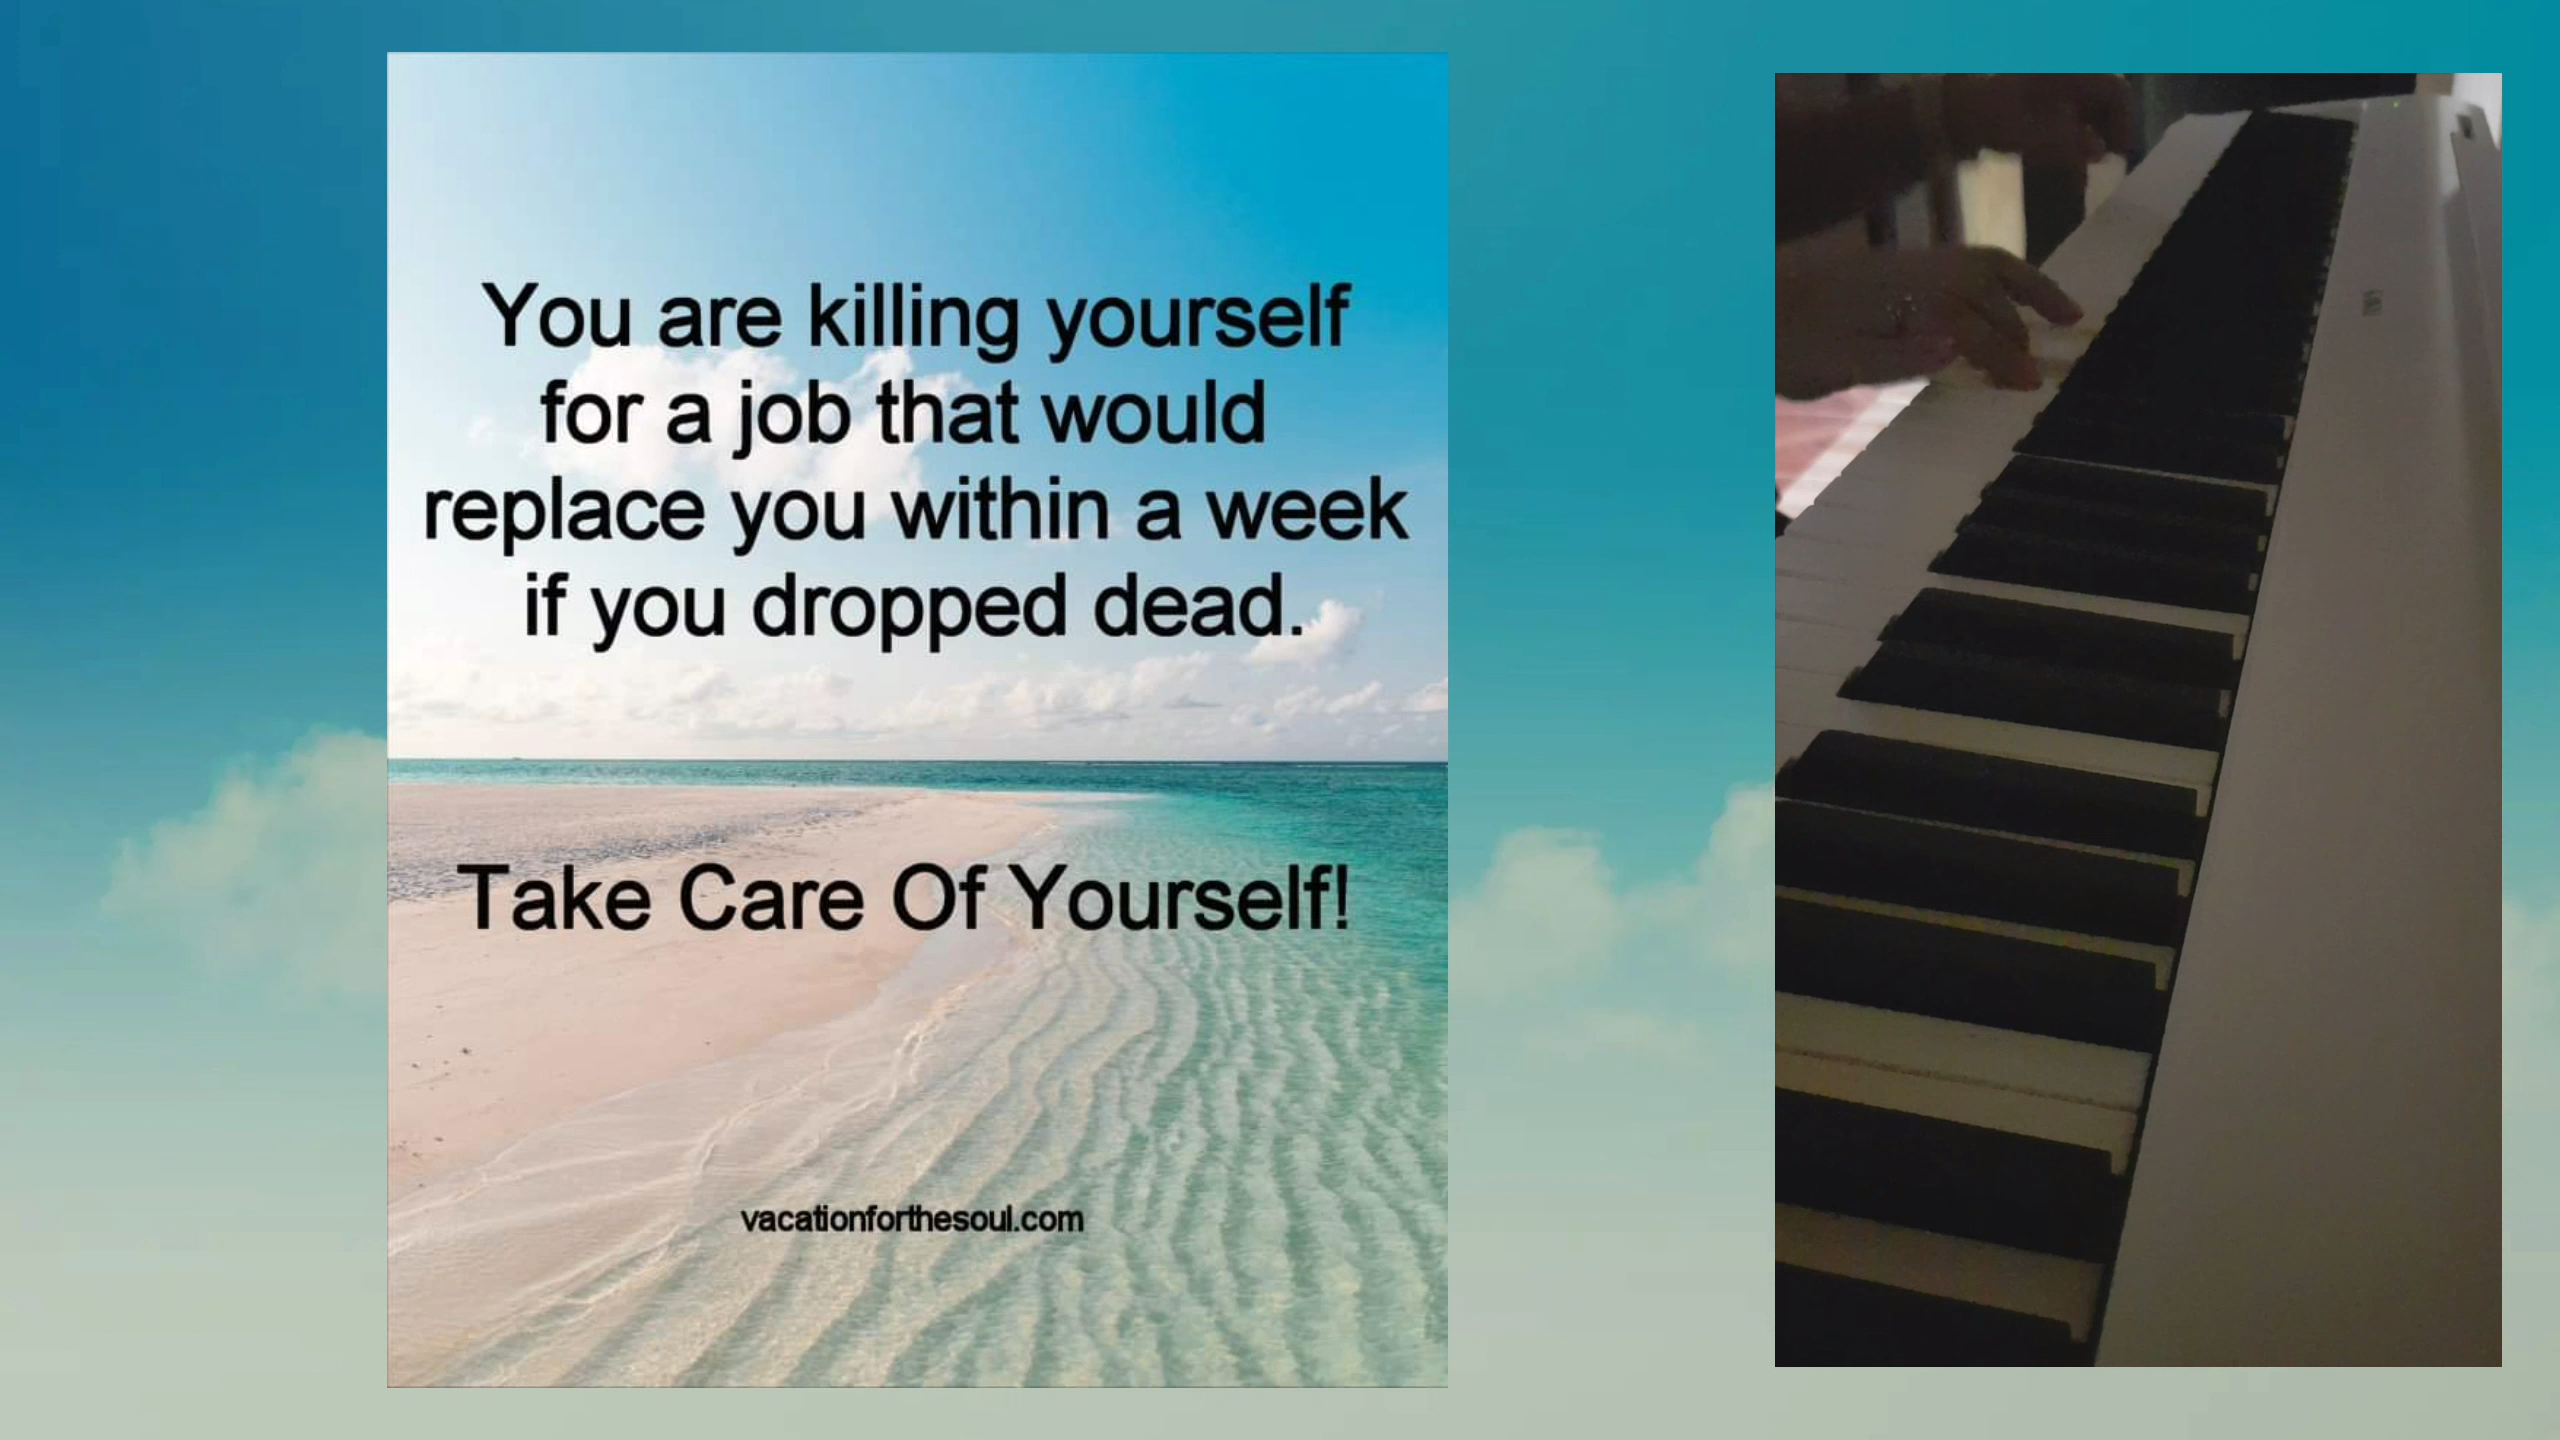 You are killing yourself
for a job that would
replace you within a week
if you dropped dead.
Take Care Of Yourself!
vacationforthesoul.com